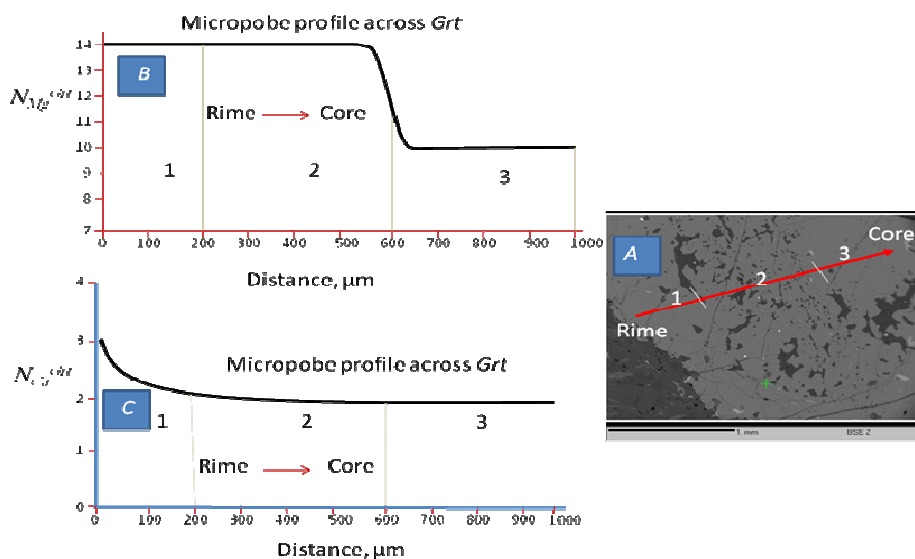 Micropobe profile across Grt
14
13
12
11
10
9
8
7
B
Rime Core
1 2 3
0 100 200 300 400 500 600 700 800 900 1000
Distance, µm
4
3
2
1
0
Micropobe profile across Grt
C
1 2 3
Rime Core
0 100 200 300 400 500 600 700 800 900 1000
Distance, µm
A
Core
3
2
1
Rime
1 mm
BSE Z